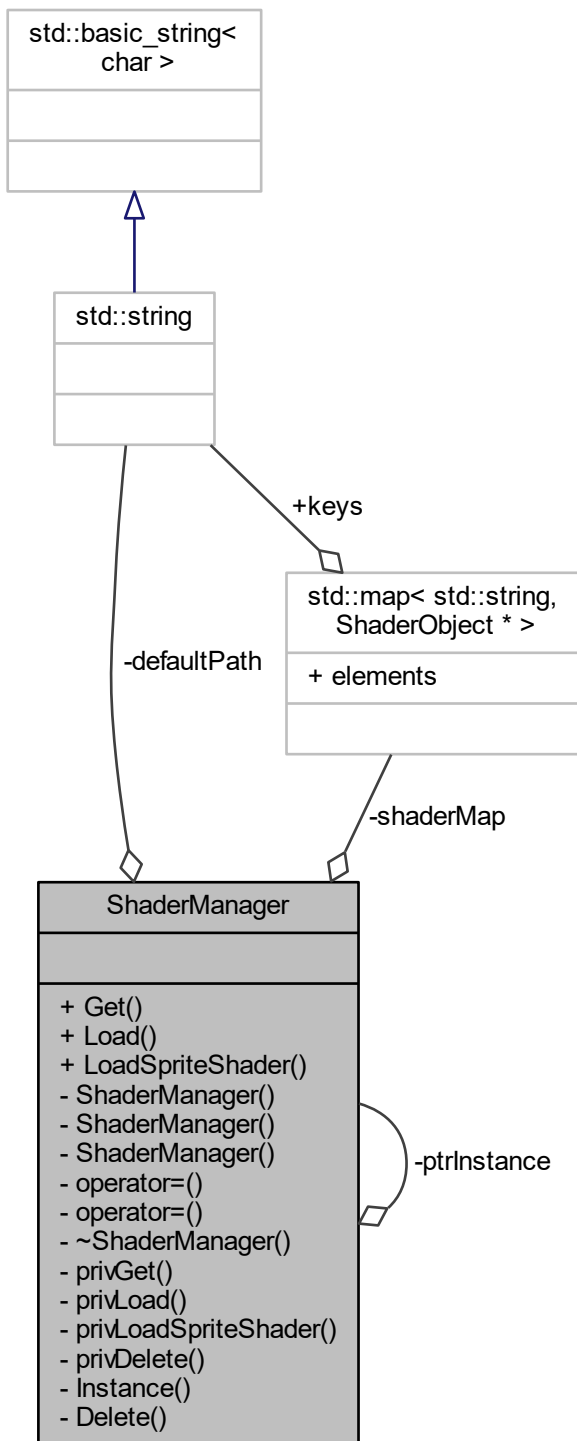 std::basic_string<
char >
std::string
+keys
std::map< std::string,
ShaderObject * >
+ elements
-defaultPath
-shaderMap
ShaderManager
+ Get()
+ Load()
+ LoadSpriteShader()
- ShaderManager()
- ShaderManager()
- ShaderManager()
- operator=()
- operator=()
- ~ShaderManager()
- privGet()
- privLoad()
- privLoadSpriteShader()
- privDelete()
- Instance()
- Delete()
-ptrInstance